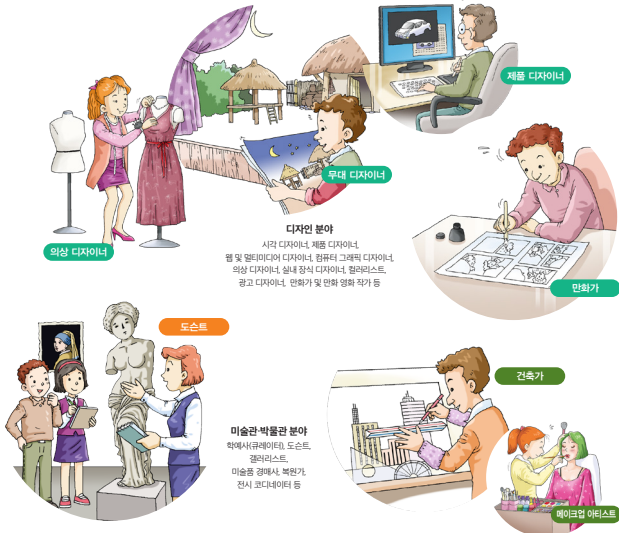 제품 디자이너
무대 디자이너
의상 디자이너
디자인 분야
시각 디자이너, 제품 디자이너,
웹 및 멀티미디어 디자이너, 컴퓨터 그래픽 디자이너,
의상 디자이너, 실내 장식 디자이너, 컬러리스트,
광고 디자이너, 만화가 및 만화 영화 작가 등
만화가
도슨트
건축가
미술관·박물관 분야
학예사(큐레이터), 도슨트,
갤러리스트,
미술품 경매사, 복원가,
전시 코디네이터 등
메이크업 아티스트